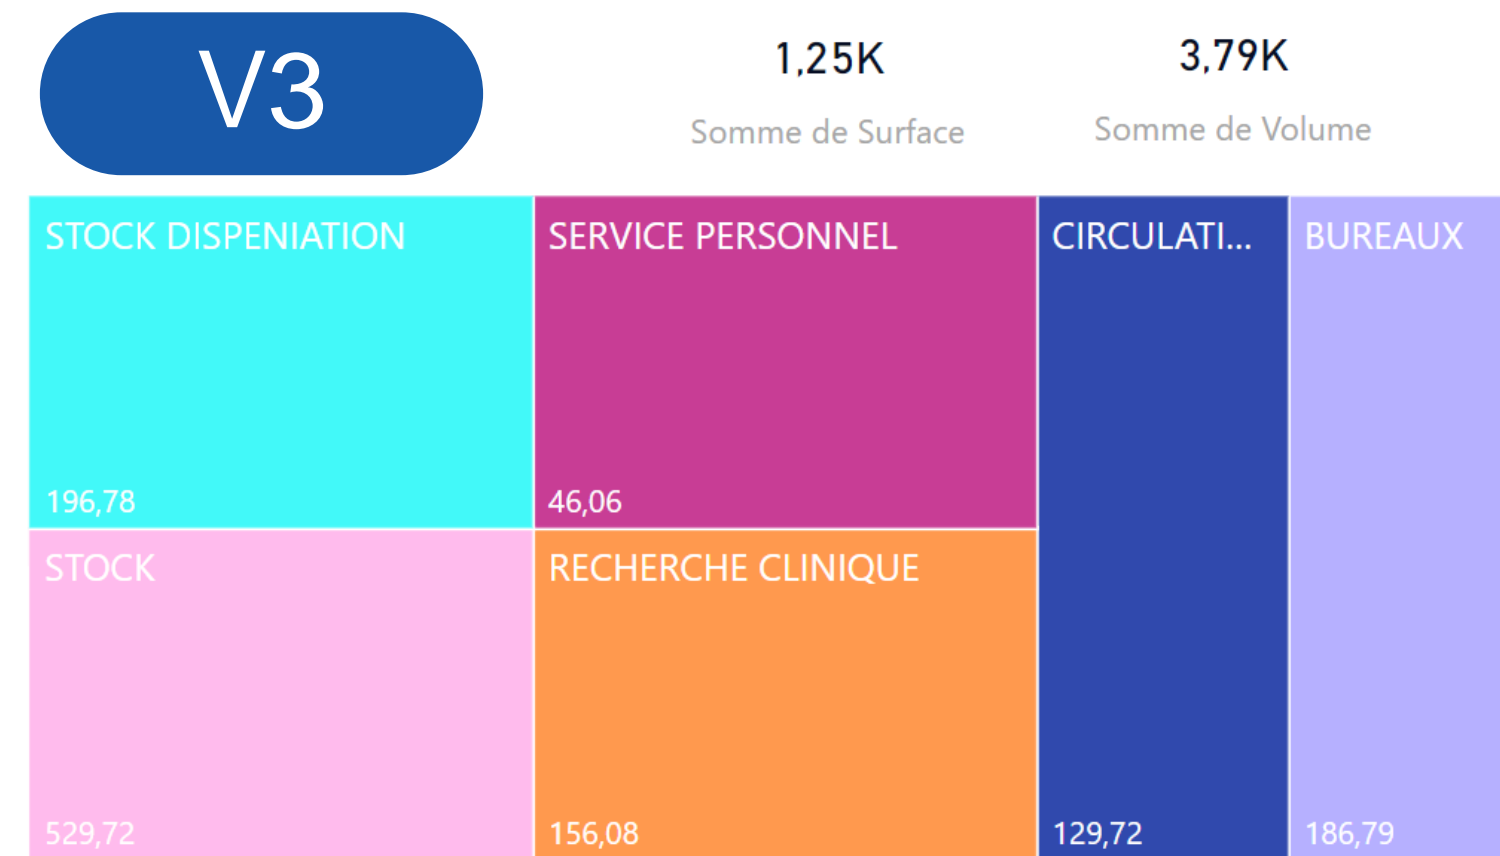 V3
1,25K
Somme de Surface
3,79K
Somme de Volume
STOCK DISPENIATION
196,78
SERVICE PERSONNEL
46,06
CIRCULATI...
129,72
BUREAUX
186,79
STOCK
529,72
RECHERCHE CLINIQUE
156,08